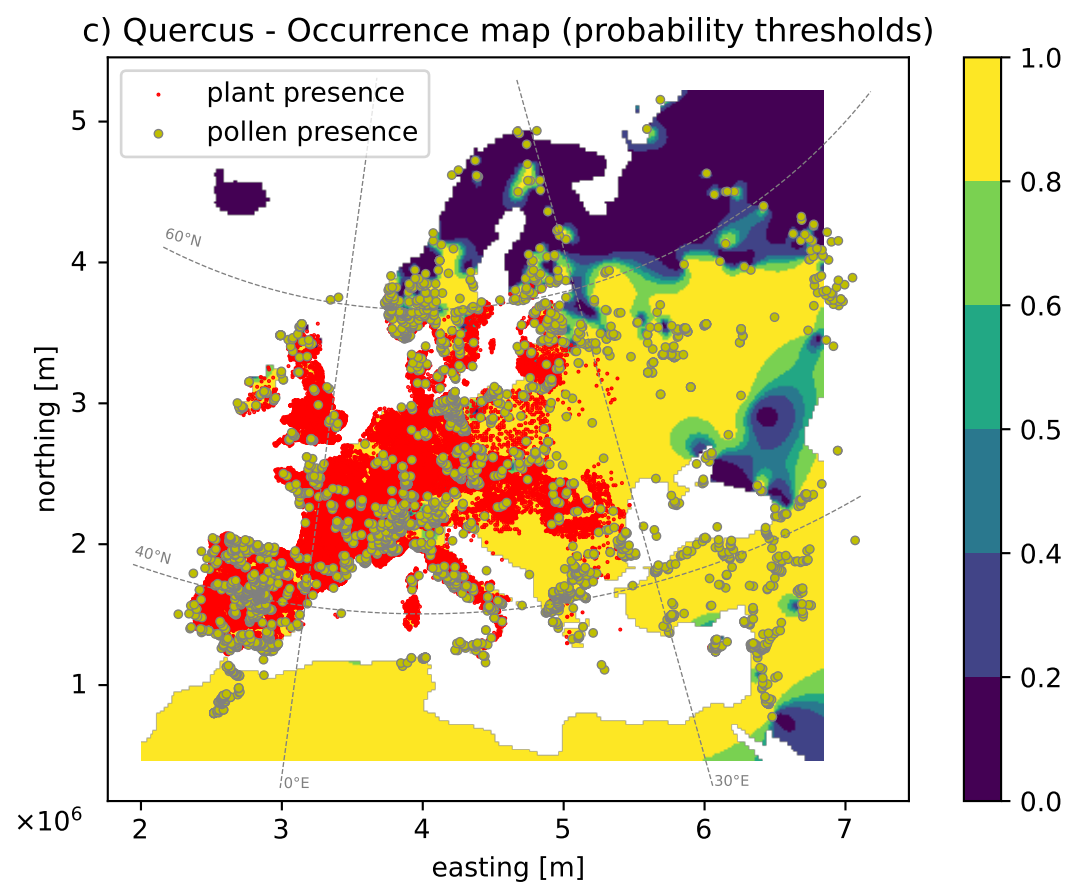 c) Quercus - Occurrence map (probability thresholds)
plant presence
pollen presence
60°N
40°N
0°E
30°E
5
4
3
2
1
northing [m]
×10⁶
2 3 4 5 6 7
easting [m]
1.0
0.8
0.6
0.5
0.4
0.2
0.0